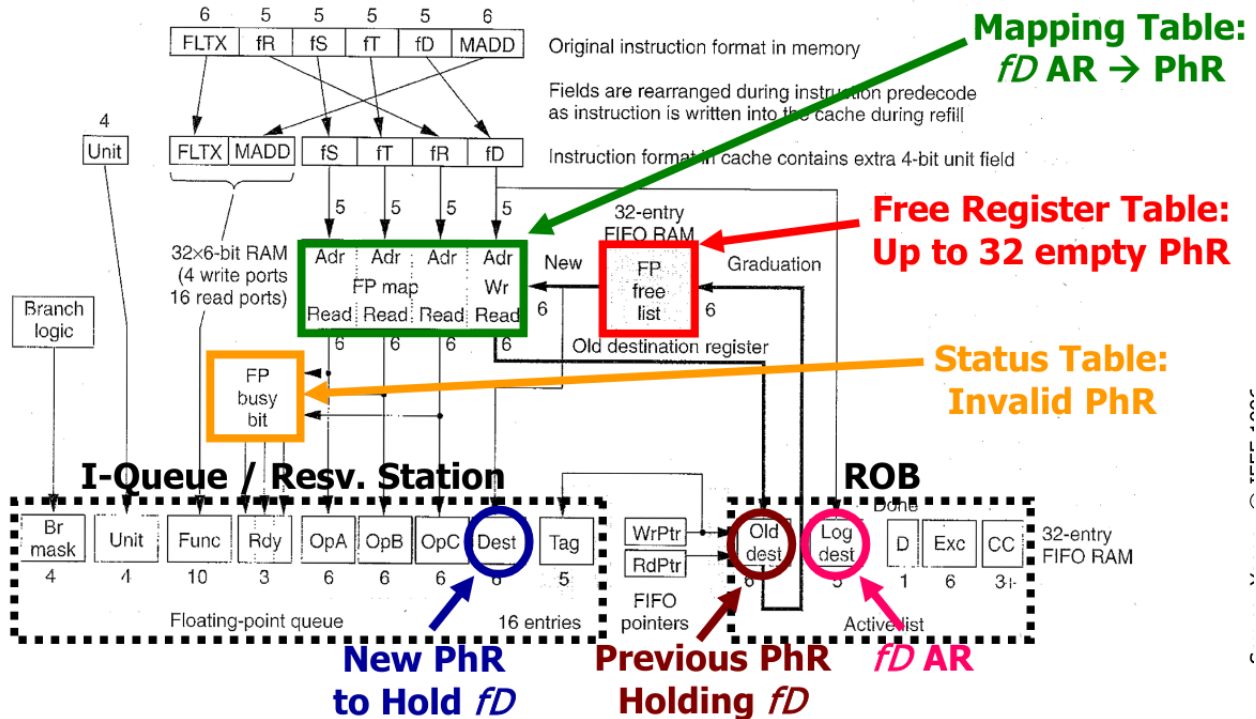 6 5 5 5 5 6
FLTX fR fS fT fD MADD
Original instruction format in memory
Mapping Table:
fD AR → PhR
Fields are rearranged during instruction predecode
as instruction is written into the cache during refill
4
Unit
FLTX MADD fS fT fR fD
Instruction format in cache contains extra 4-bit unit field
5 5 5 5
32-entry
FIFO RAM
Free Register Table:
Up to 32 empty PhR
32×6-bit RAM
(4 write ports
16 read ports)
Adr Adr Adr Adr
FP map Wr
Read Read Read Read
New
6
FP
free
list
Graduation
6
Branch
logic
6 6 6 6
Old destination register
FP
busy
bit
Status Table:
Invalid PhR
I-Queue / Resv. Station
ROB
Done
Br
mask
Unit
Func
Rdy
OpA
OpB
OpC
Dest
Tag
WrPtr
RdPtr
Old
dest
Log
dest
D
Exc
CC
32-entry
FIFO RAM
4 4 10 3 6 6 6 6 5
6 5 1 6 3+
FIFO
pointers
Floating-point queue
16 entries
Active list
New PhR
to Hold fD
Previous PhR
Holding fD
fD AR